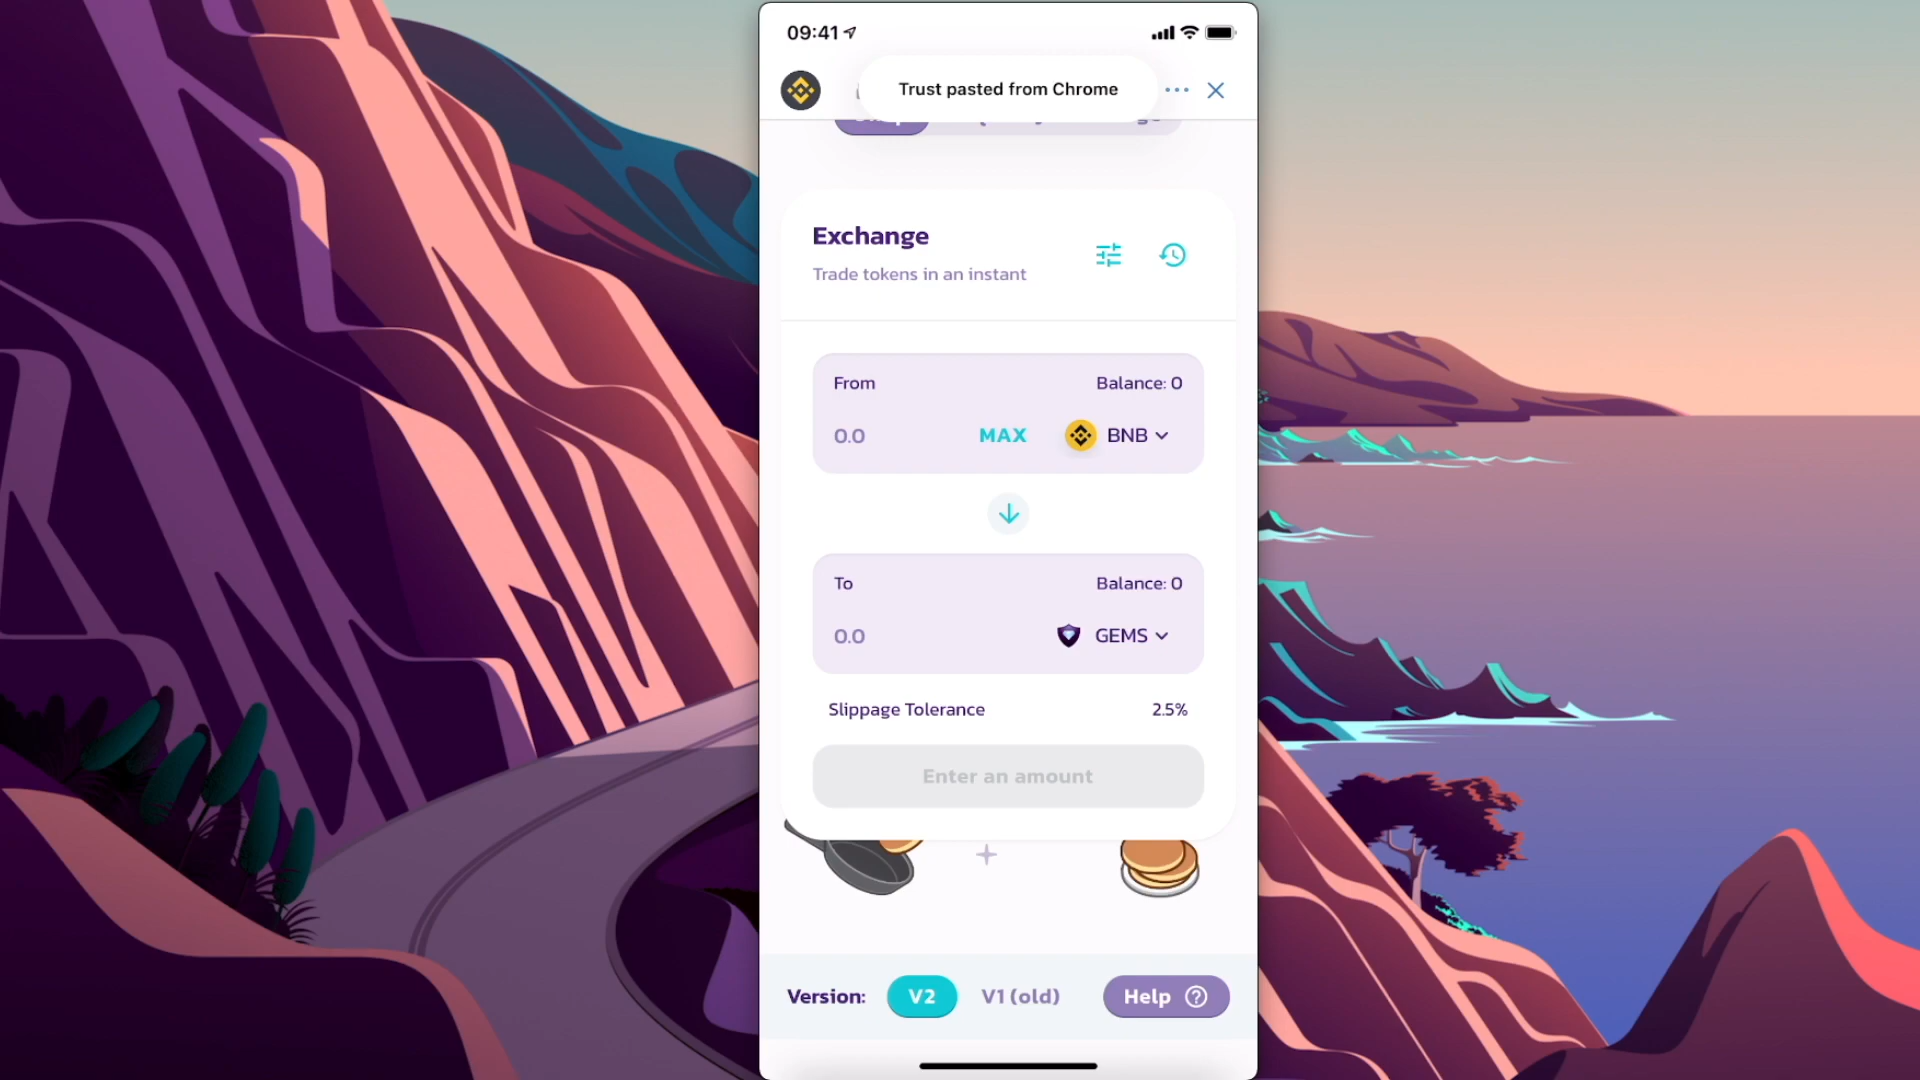 09:41
Trust pasted from Chrome
Exchange
Trade tokens in an instant
From
Balance: 0
0.0
MAX
BNB
To
Balance: 0
0.0
GEMS
Slippage Tolerance
2.5%
Enter an amount
Version:
V2
V1 (old)
Help